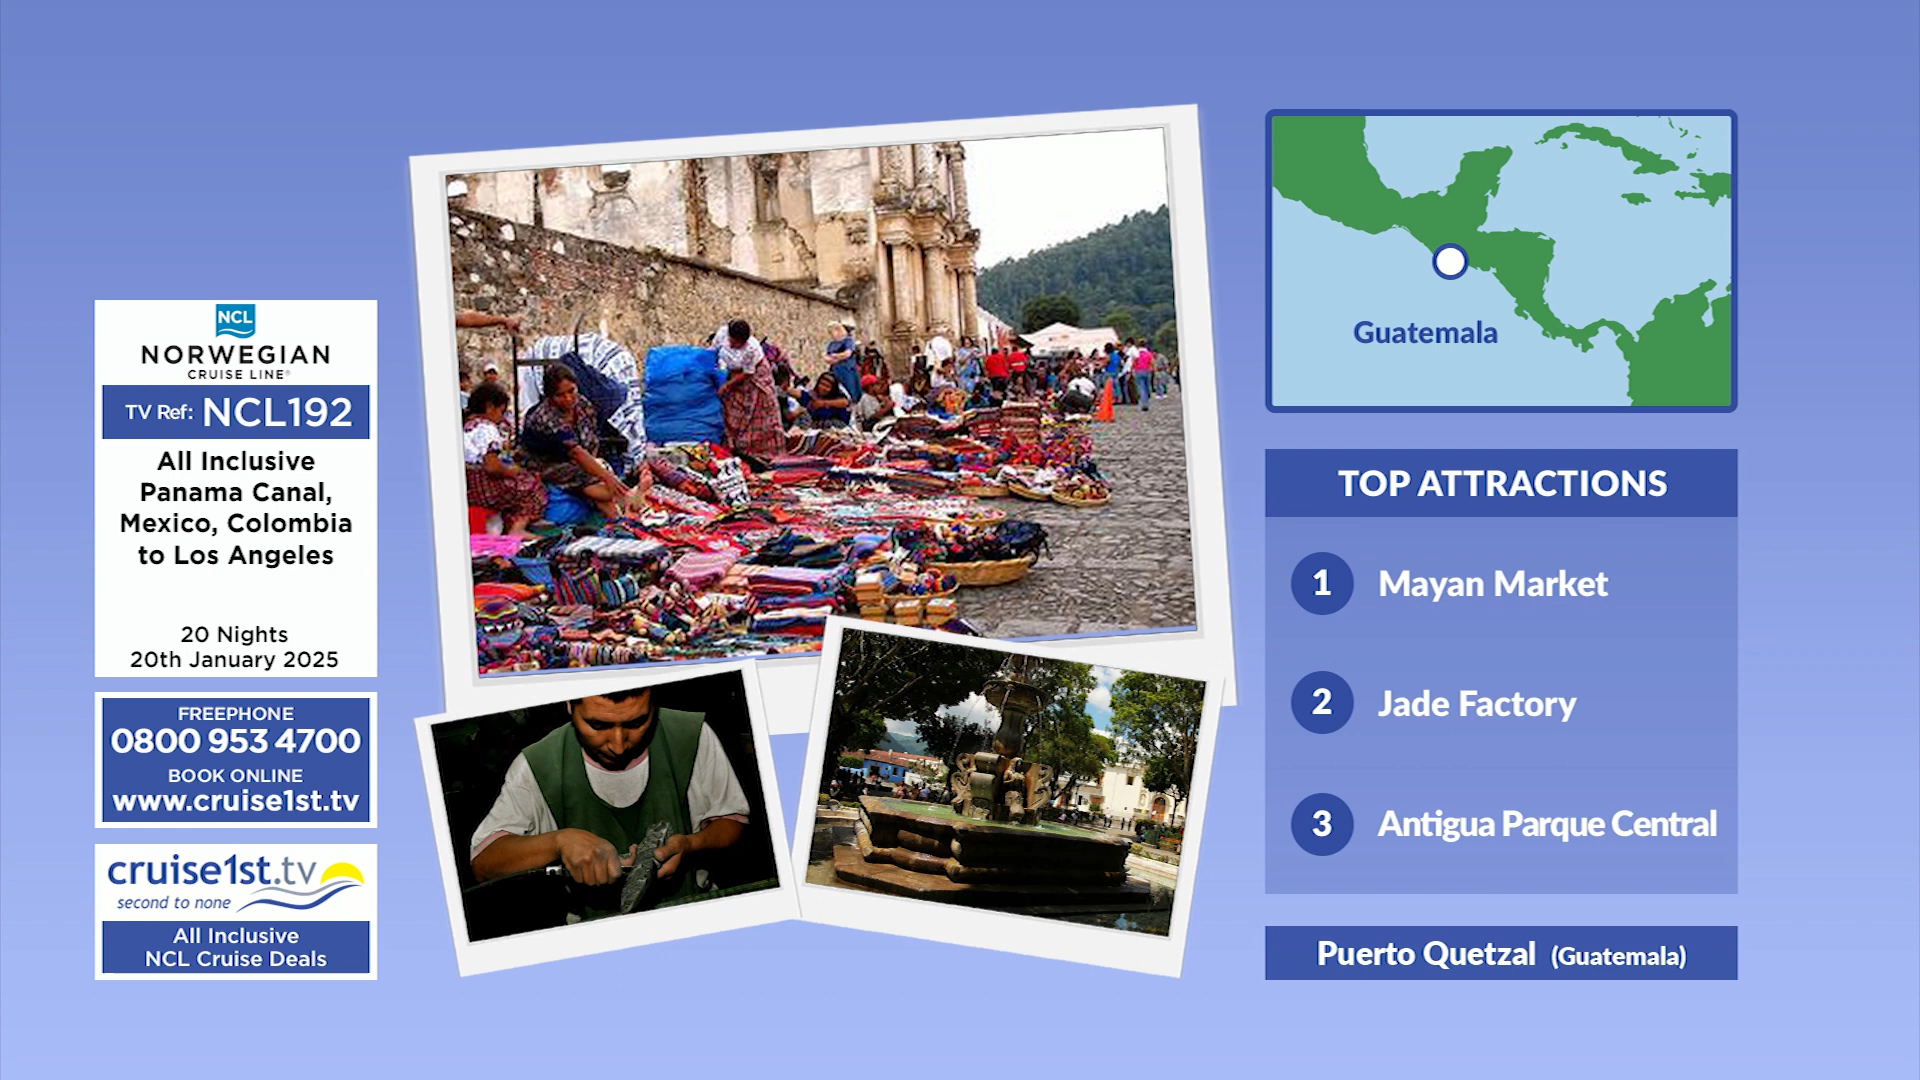 NCL
NORWEGIAN
CRUISE LINE®
TV Ref: NCL192
All Inclusive
Panama Canal,
Mexico, Colombia
to Los Angeles
20 Nights
20th January 2025
FREEPHONE
0800 953 4700
BOOK ONLINE
www.cruise1st.tv
cruise1st.tv
second to none
All Inclusive
NCL Cruise Deals
Guatemala
TOP ATTRACTIONS
1 Mayan Market
2 Jade Factory
3 Antigua Parque Central
Puerto Quetzal (Guatemala)